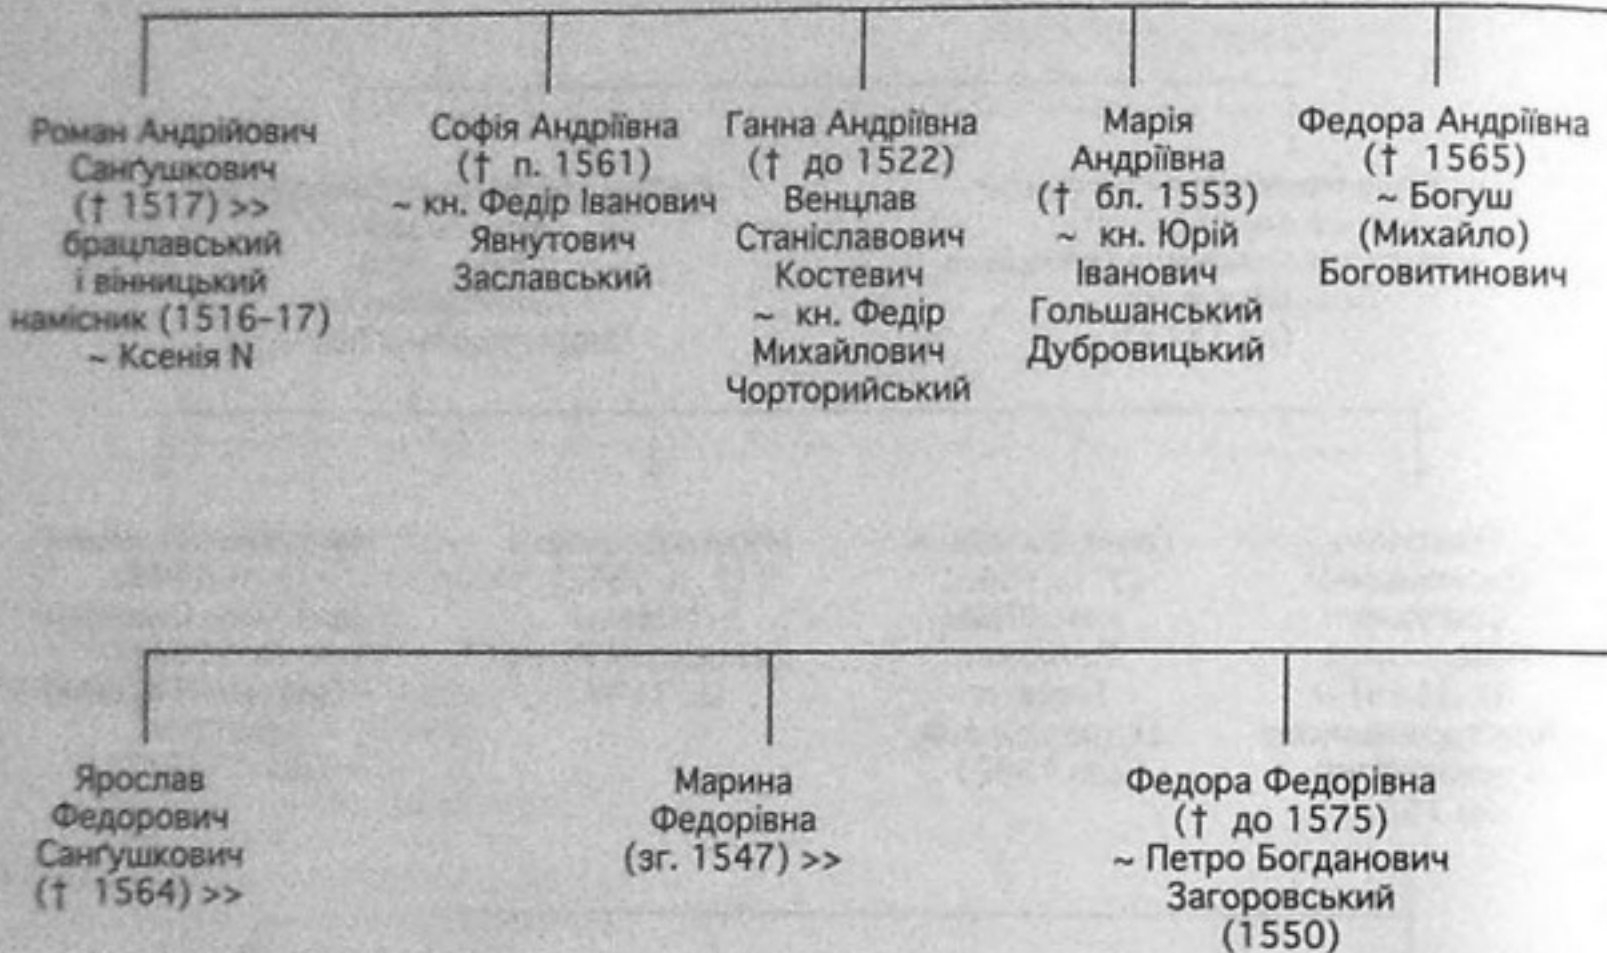 Роман Андрійович
Санґушкович
(† 1517) >>
брацлавський
і вінницький
намісник (1516–17)
~ Ксенія N
Софія Андріївна
(† п. 1561)
~ кн. Федір Іванович
Явнутович
Заславський
Ганна Андріївна
(† до 1522)
Венцлав
Станіславович
Костевич
~ кн. Федір
Михайлович
Чорторийський
Марія
Андріївна
(† бл. 1553)
~ кн. Юрій
Іванович
Гольшанський
Дубровицький
Федора Андріївна
(† 1565)
~ Богуш
(Михайло)
Боговитинович
Ярослав
Федорович
Санґушкович
(† 1564) >>
Марина
Федорівна
(зг. 1547) >>
Федора Федорівна
(† до 1575)
~ Петро Богданович
Загоровський
(1550)